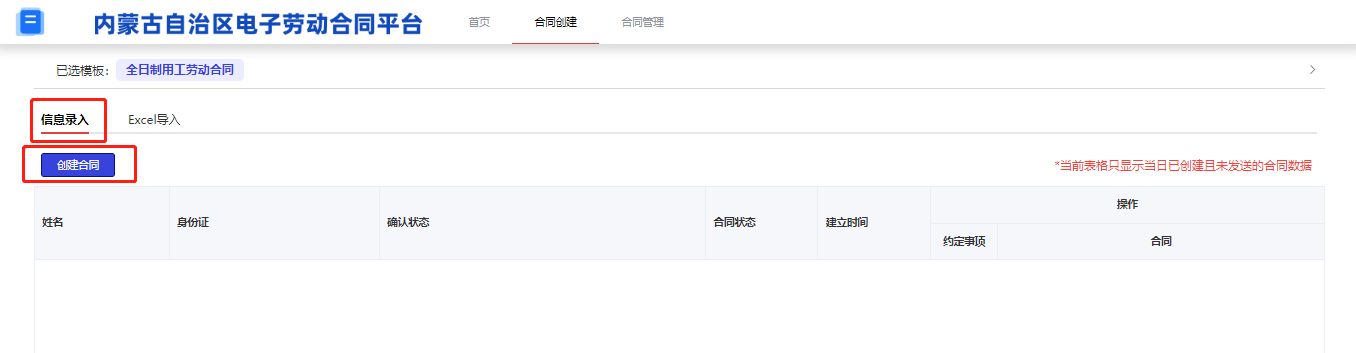 内蒙古自治区电子劳动合同平台 首页 合同创建 合同管理
已选模板： 全日制用工劳动合同
信息录入 Excel导入
创建合同 *当前表格只显示当日已创建且未发送的合同数据
姓名 身份证 确认状态 合同状态 建立时间 操作
约定事项 合同